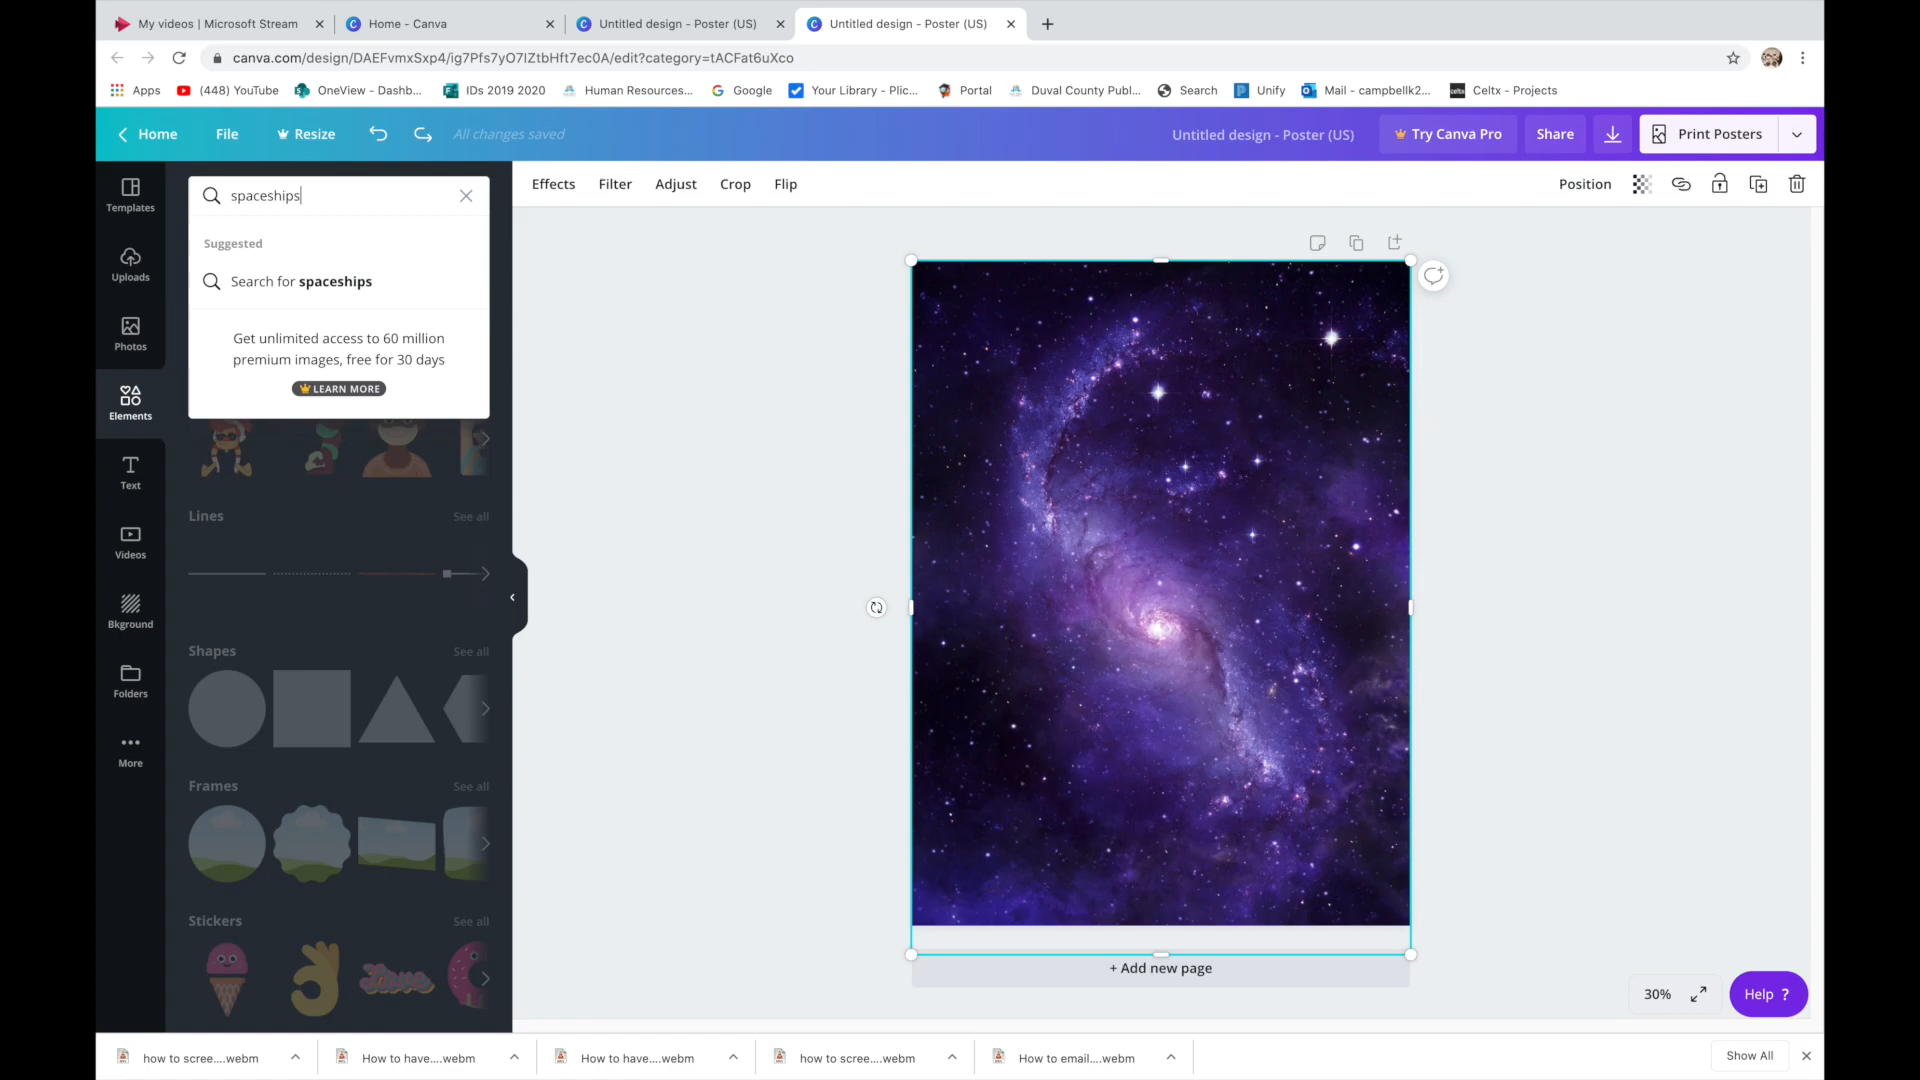 My videos | Microsoft Stream
Home - Canva
Untitled design - Poster (US)
Untitled design - Poster (US)
canva.com/design/DAEFvmxSxp4/ig7Pfs7yO7IZtbHft7ec0A/edit?category=tACFat6uXco
Apps
(448) YouTube
OneView - Dashb...
IDs 2019 2020
Human Resources...
Google
Your Library - Plic...
Portal
Duval County Publ...
Search
Unify
Mail - campbellk2...
Celtx - Projects
Home
File
Resize
All changes saved
Untitled design - Poster (US)
Try Canva Pro
Share
Print Posters
Templates
Uploads
Photos
Elements
Text
Videos
Bkground
Folders
More
spaceships
Suggested
Search for spaceships
Get unlimited access to 60 million
premium images, free for 30 days
LEARN MORE
Lines
See all
Shapes
See all
Frames
See all
Stickers
See all
Love
Effects
Filter
Adjust
Crop
Flip
Position
+ Add new page
30%
Help ?
how to scree....webm
How to have....webm
How to have....webm
how to scree....webm
How to email....webm
Show All